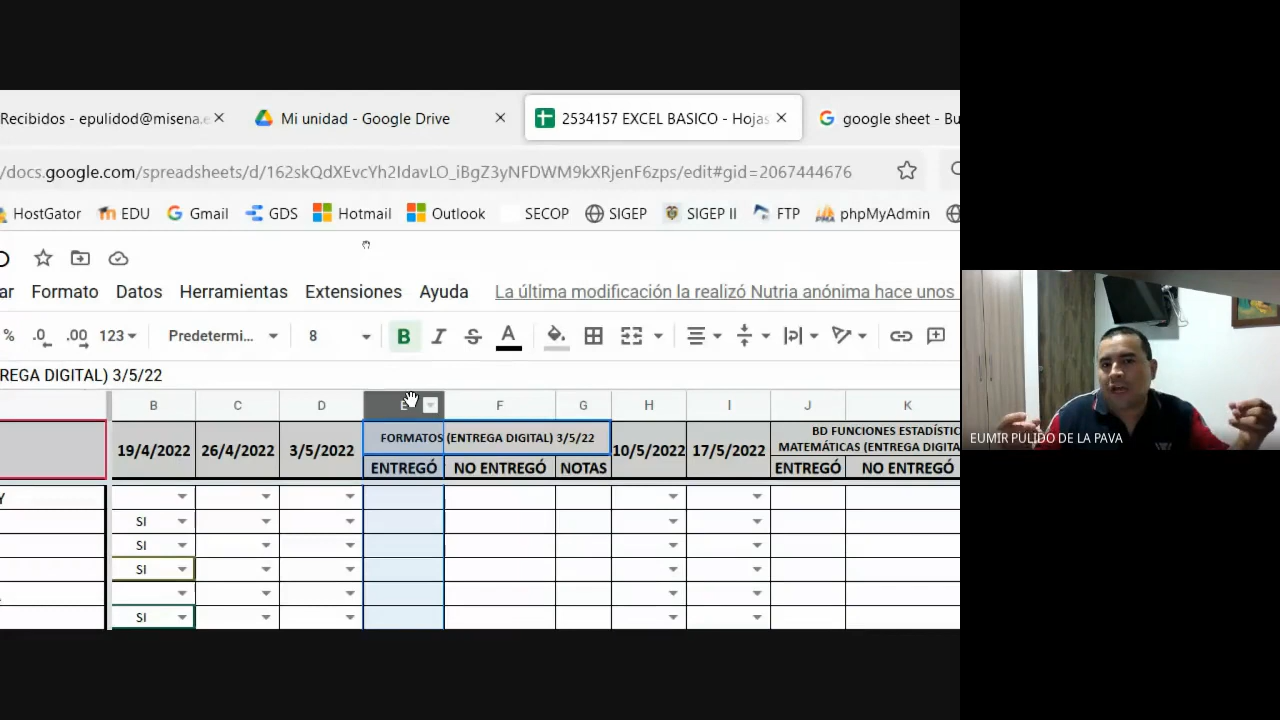 Recibidos - epulidod@misena.e
Mi unidad - Google Drive
2534157 EXCEL BASICO - Hojas
google sheet - Bu
/docs.google.com/spreadsheets/d/162skQdXEvcYh2IdavLO_iBgZ3yNFDWM9kXRjenF6zps/edit#gid=2067444676
HostGator EDU Gmail GDS Hotmail Outlook SECOP SIGEP SIGEP II FTP phpMyAdmin
ar Formato Datos Herramientas Extensiones Ayuda La última modificación la realizó Nutria anónima hace unos
% .0 .00 123 Predetermi... 8 B I S A
REGA DIGITAL) 3/5/22
B C D E F G H I J K
19/4/2022 26/4/2022 3/5/2022 FORMATOS (ENTREGA DIGITAL) 3/5/22 10/5/2022 17/5/2022 BD FUNCIONES ESTADÍSTIC
MATEMÁTICAS (ENTREGA DIGITA
ENTREGÓ NO ENTREGÓ NOTAS ENTREGÓ NO ENTREGÓ
Y
SI
SI
SI
SI
EUMIR PULIDO DE LA PAVA